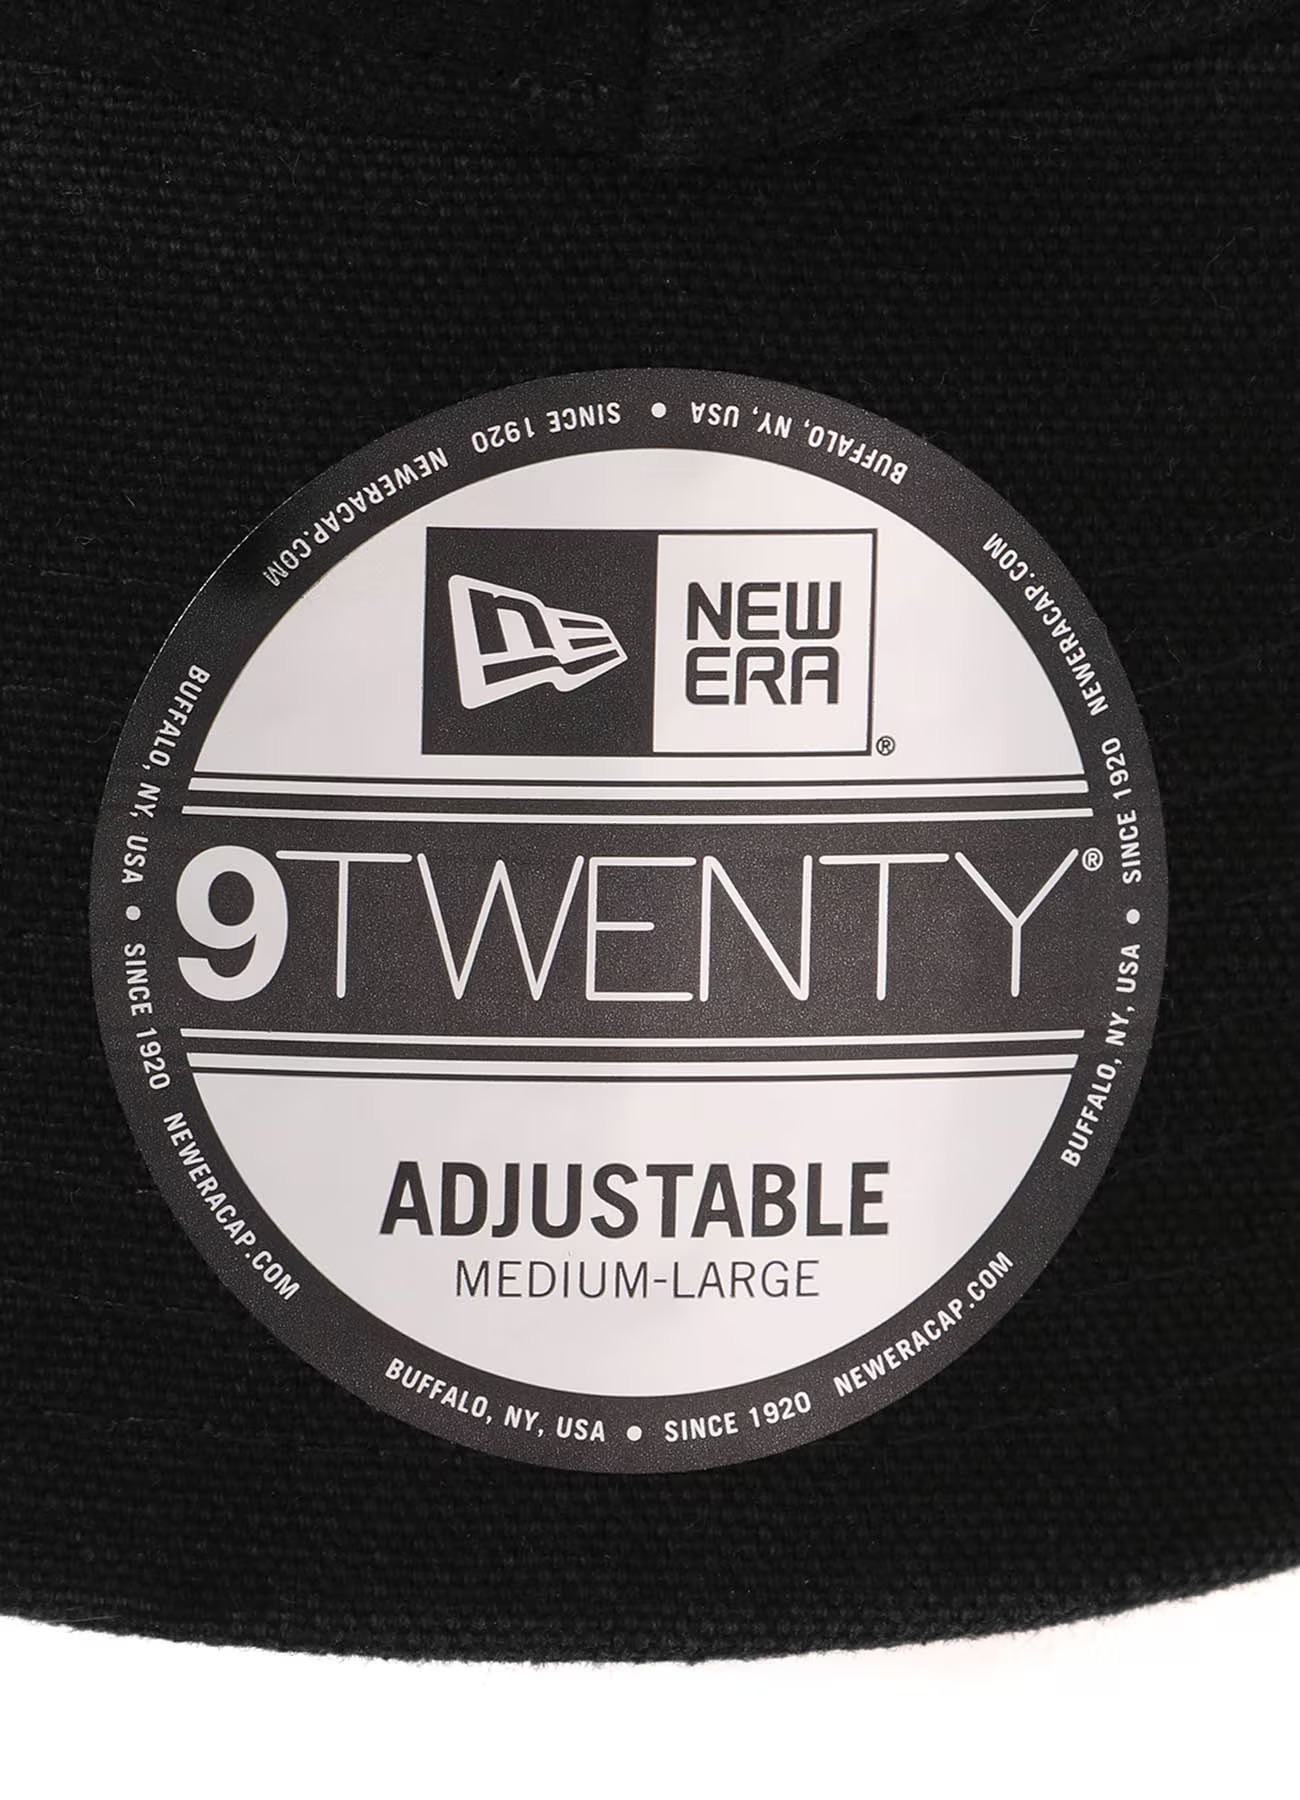 NE
NEW
ERA
®
9TWENTY®
ADJUSTABLE
MEDIUM-LARGE
BUFFALO, NY, USA • SINCE 1920 NEWERACAP.COM
BUFFALO, NY, USA • SINCE 1920 NEWERACAP.COM
BUFFALO, NY, USA • SINCE 1920 NEWERACAP.COM
BUFFALO, NY, USA • SINCE 1920 NEWERACAP.COM